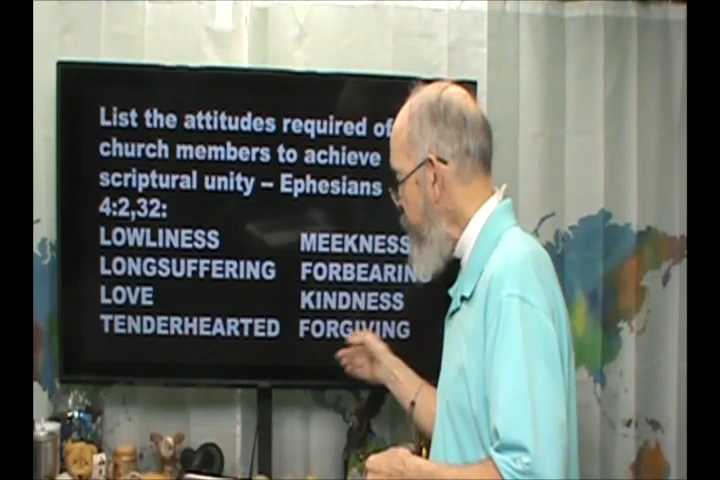 List the attitudes required of
church members to achieve
scriptural unity – Ephesians
4:2,32:
LOWLINESS MEEKNESS
LONGSUFFERING FORBEARIN
LOVE KINDNESS
TENDERHEARTED FORGIVING